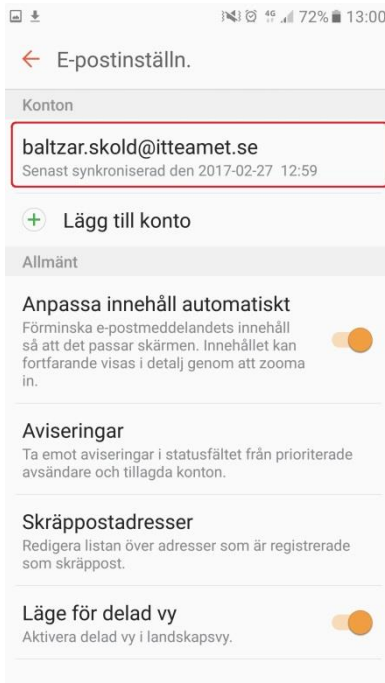 4G 72% 13:00
E-postinställn.
Konton
baltzar.skold@itteamet.se
Senast synkroniserad den 2017-02-27 12:59
Lägg till konto
Allmänt
Anpassa innehåll automatiskt
Förminska e-postmeddelandets innehåll
så att det passar skärmen. Innehållet kan
fortfarande visas i detalj genom att zooma
in.
Aviseringar
Ta emot aviseringar i statusfältet från prioriterade
avsändare och tillagda konton.
Skräppostadresser
Redigera listan över adresser som är registrerade
som skräppost.
Läge för delad vy
Aktivera delad vy i landskapsvy.